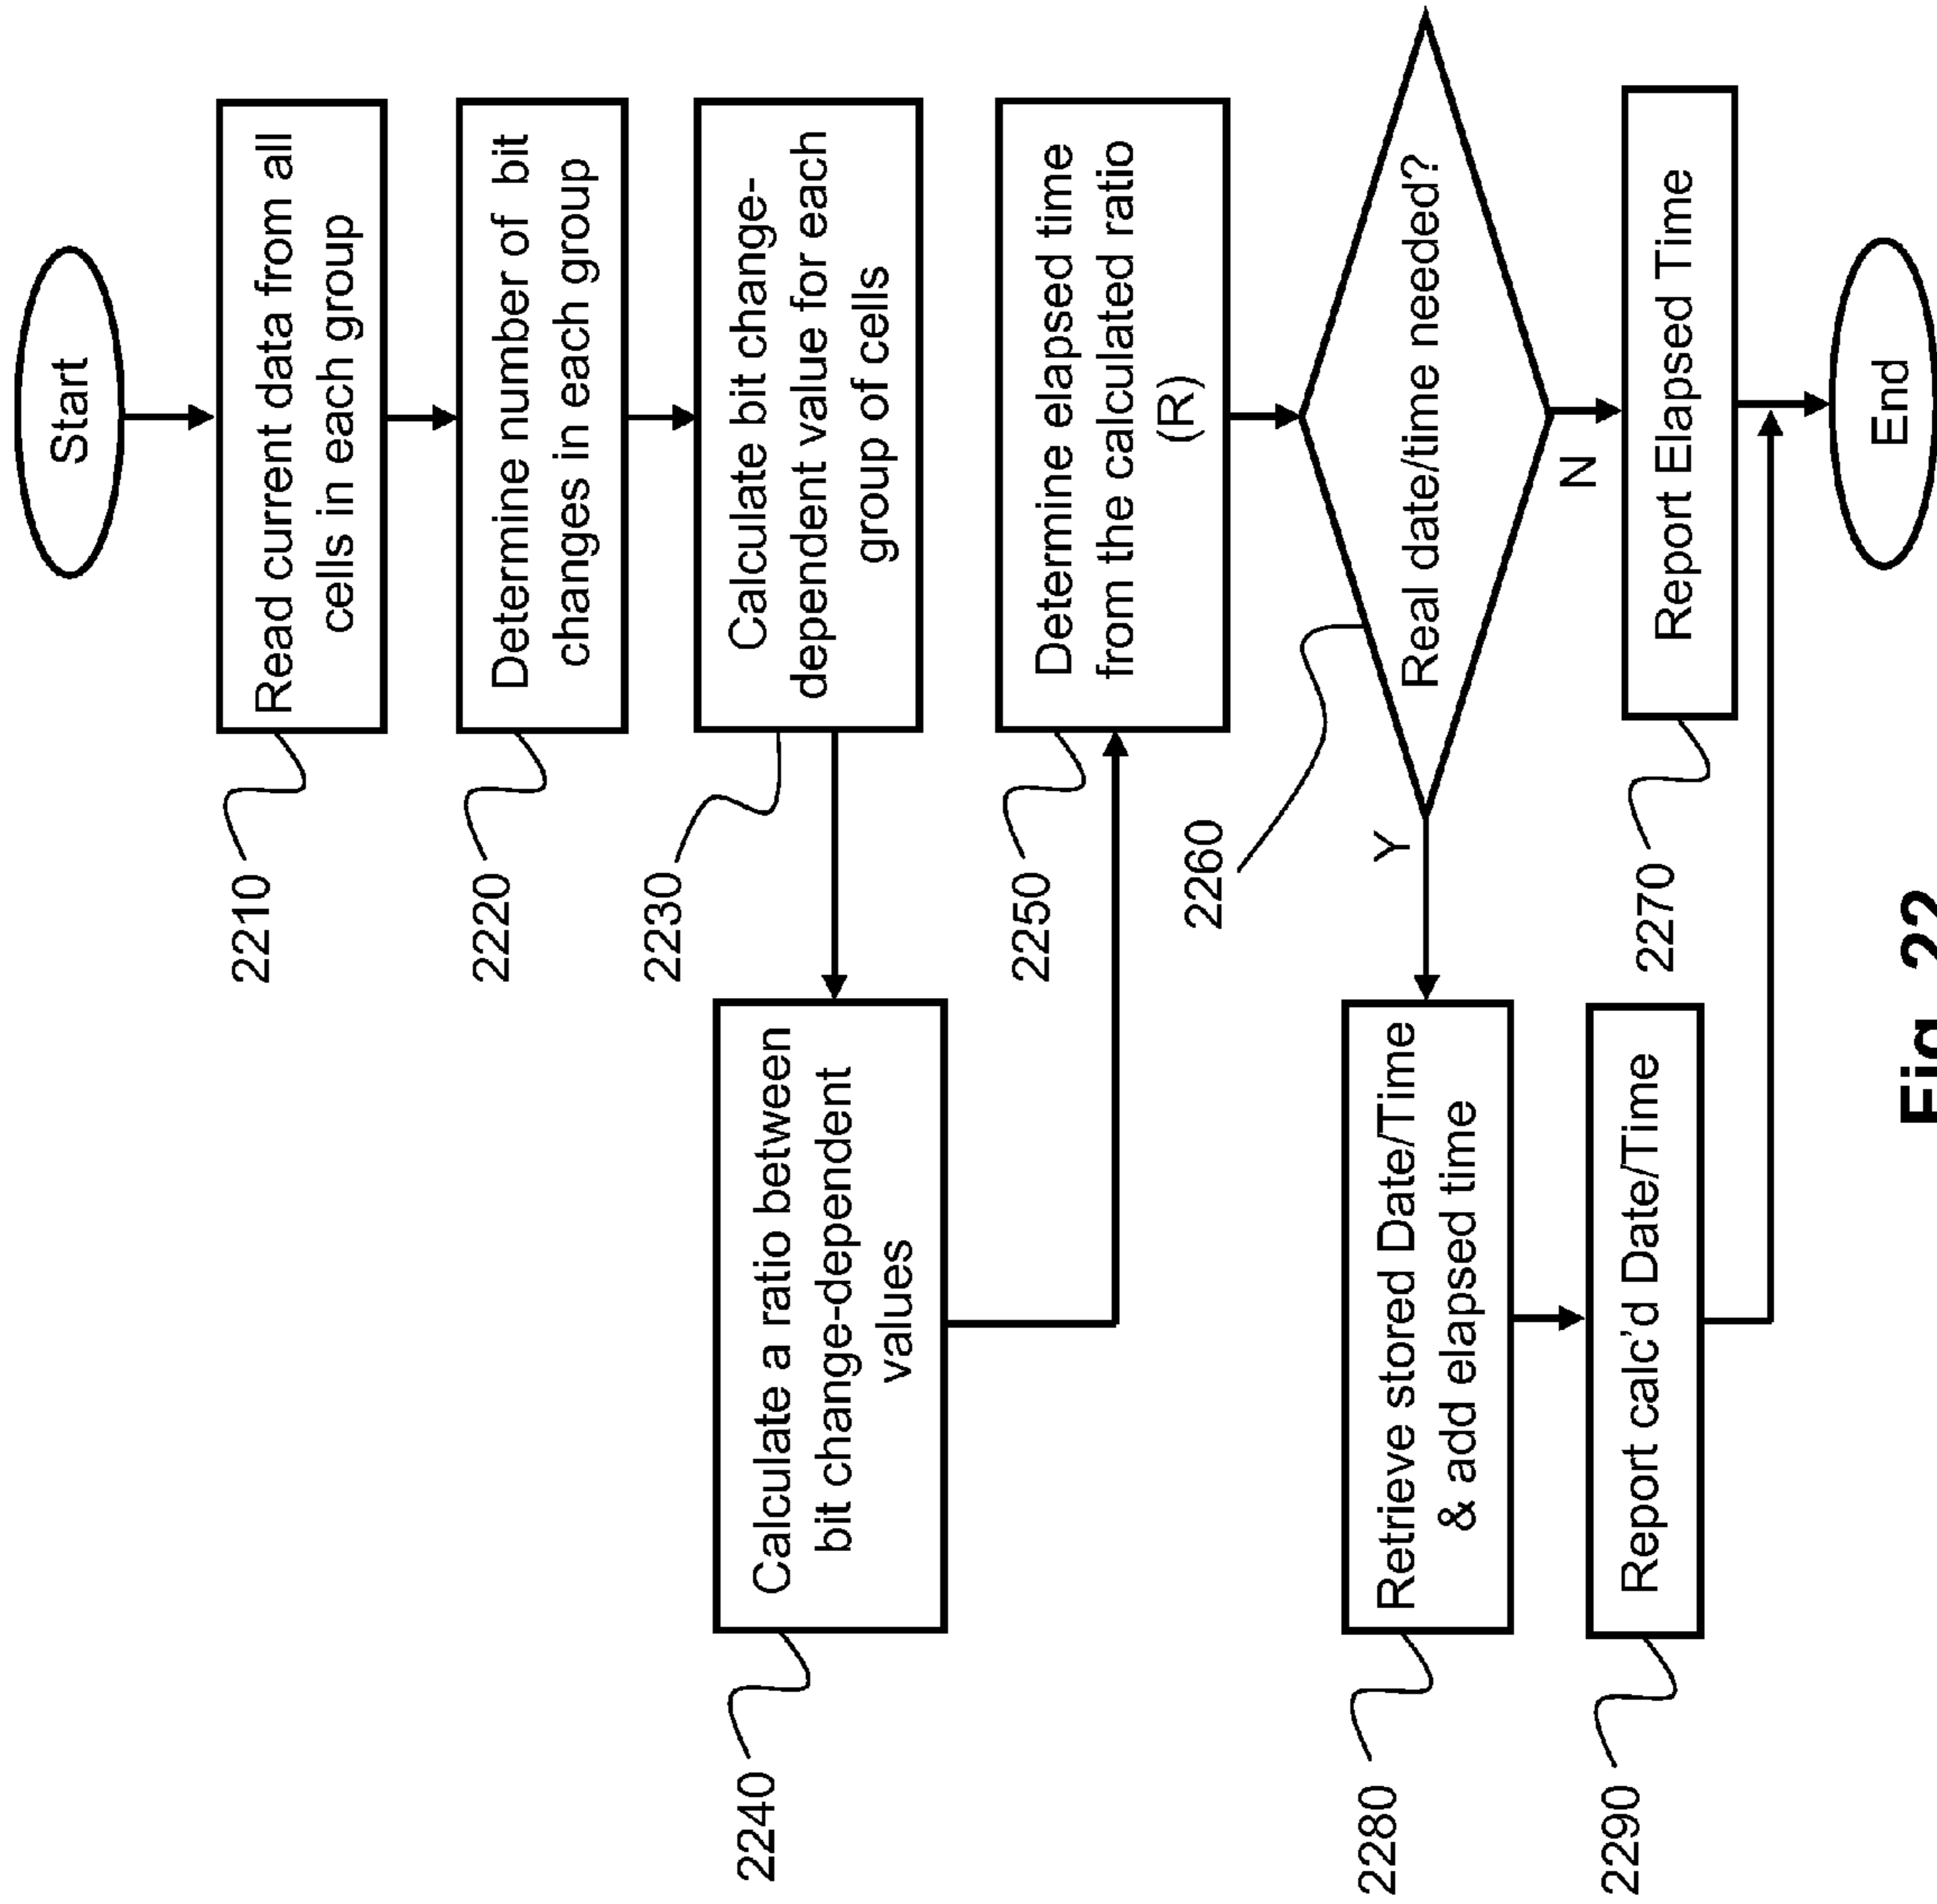 Start
2210
Read current data from all
cells in each group
2220
Determine number of bit
changes in each group
2230
Calculate bit change-
dependent value for each
group of cells
2240
Calculate a ratio between
bit change-dependent
values
2250
Determine elapsed time
from the calculated ratio
(R)
2260
Real date/time needed?
Y
N
2270
Report Elapsed Time
2280
Retrieve stored Date/Time
& add elapsed time
2290
Report calc’d Date/Time
End
Fig. 22